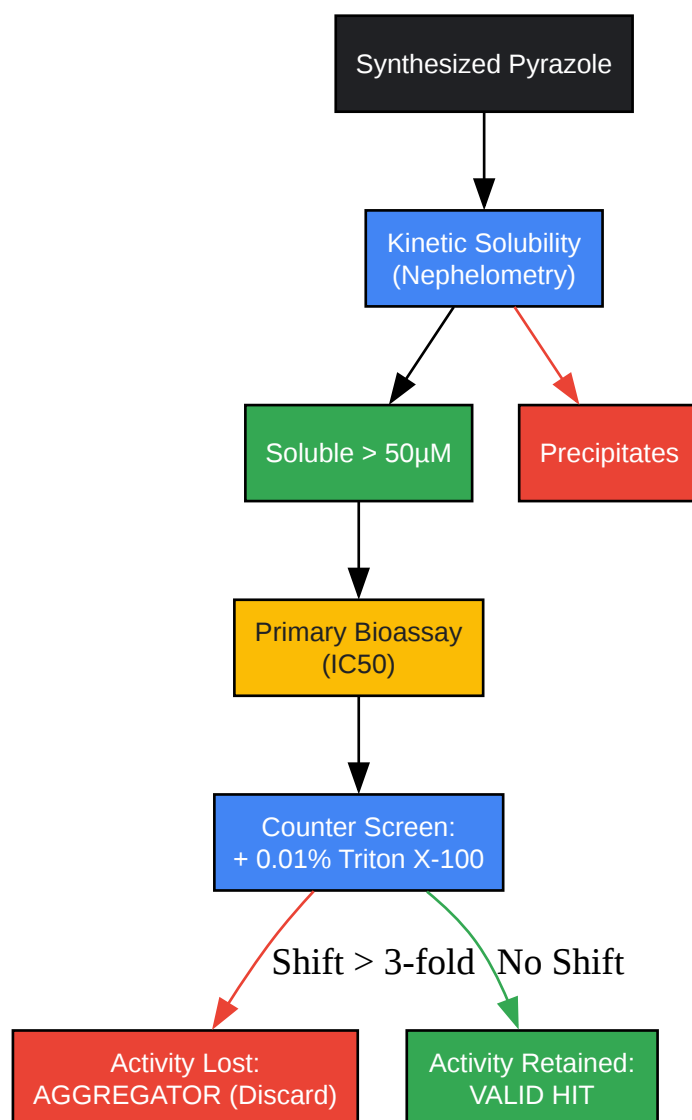 Synthesized Pyrazole
Kinetic Solubility
(Nephelometry)
Soluble > 50µM
Precipitates
Primary Bioassay
(IC50)
Counter Screen:
+ 0.01% Triton X-100
Shift > 3-fold
No Shift
Activity Lost:
AGGREGATOR (Discard)
Activity Retained:
VALID HIT